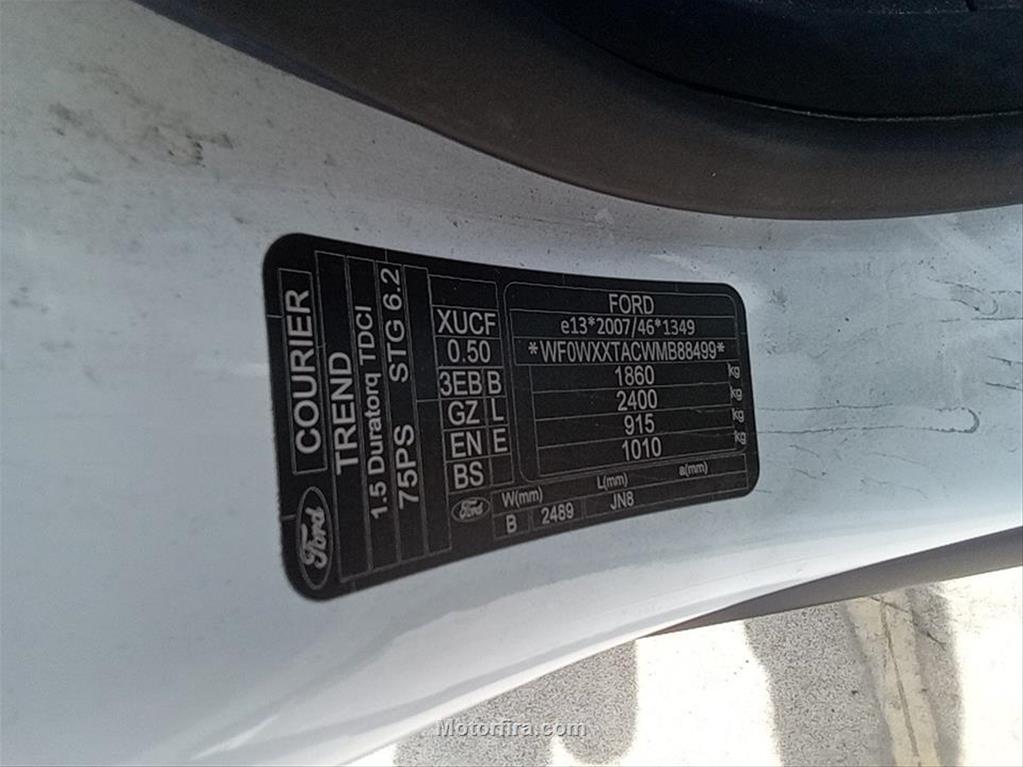 FORD
e13*2007/46*1349
*WF0WXXTACWMB88499*
1860 kg
2400 kg
915 kg
1010 kg
XUCF
0.50
3EB B
GZ L
EN E
BS
Ford
W(mm) L(mm) a(mm)
B 2489 JN8
Ford COURIER
TREND
1.5 Duratorq TDCI
75PS STG 6.2
Motorfira.com